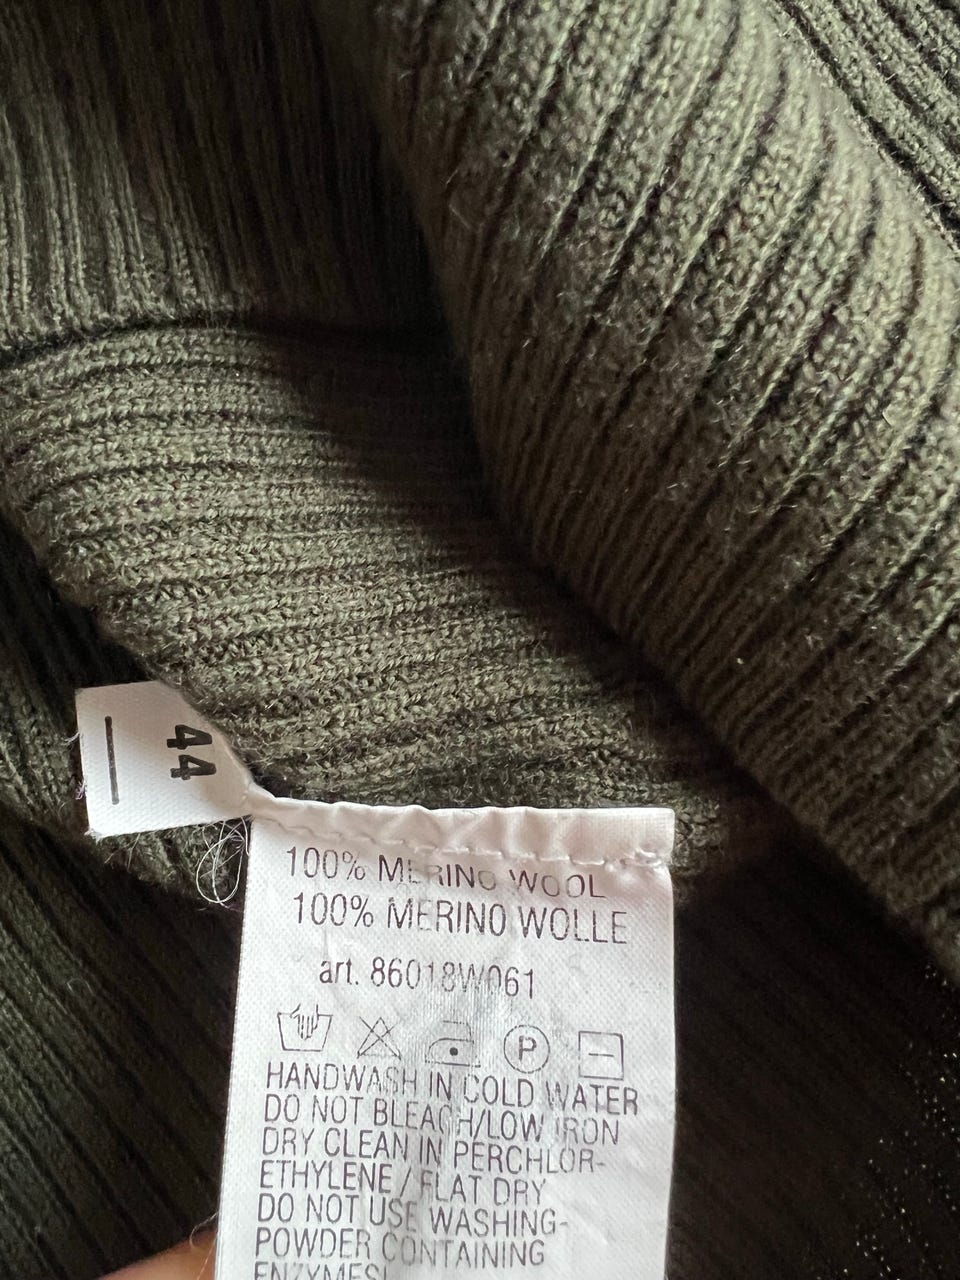 44
100% MERINO WOOL
100% MERINO WOLLE
art. 86018W061
P
HANDWASH IN COLD WATER
DO NOT BLEACH/LOW IRON
DRY CLEAN IN PERCHLOR-
ETHYLENE / FLAT DRY
DO NOT USE WASHING-
POWDER CONTAINING
ENZYMES!